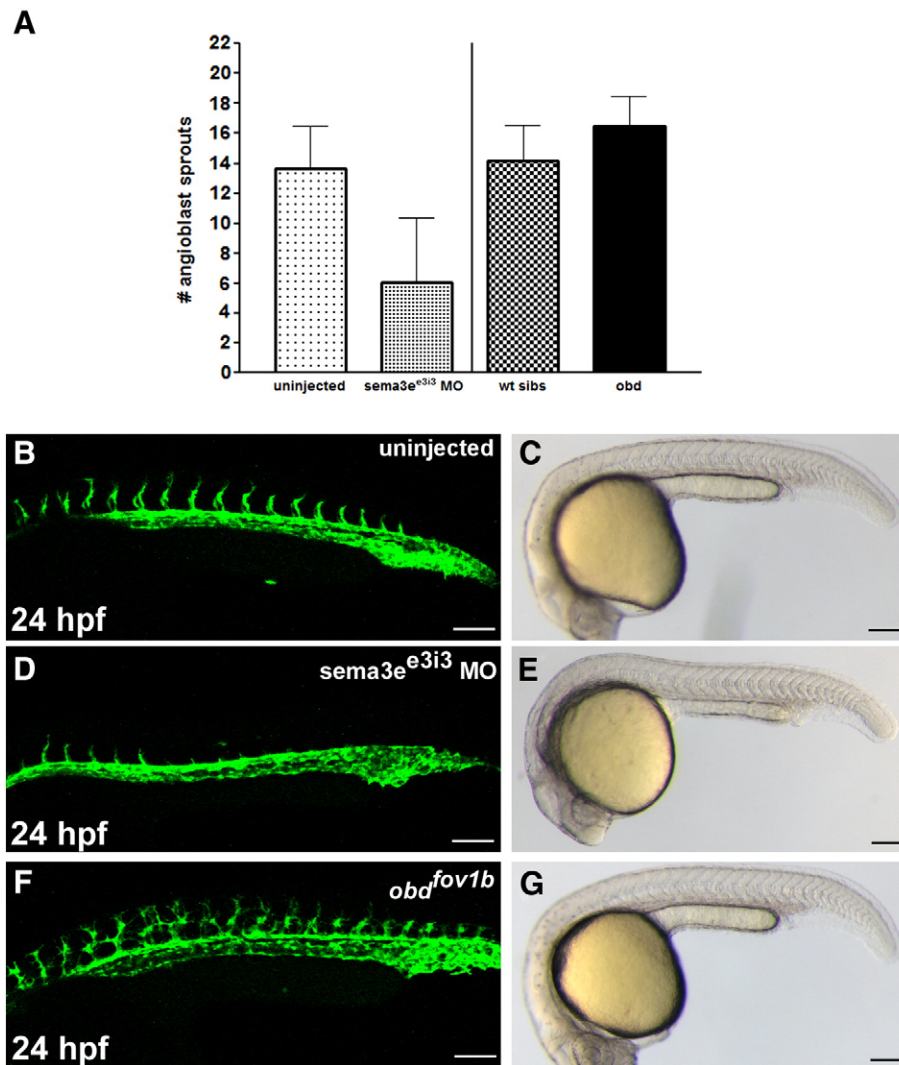 A
# angioblast sprouts
22
20
18
16
14
12
10
8
6
4
2
0
uninjected
sema3e^e3i3 MO
wt sibs
obd
B
uninjected
24 hpf
C
D
sema3e^e3i3 MO
24 hpf
E
F
obd^fov1b
24 hpf
G